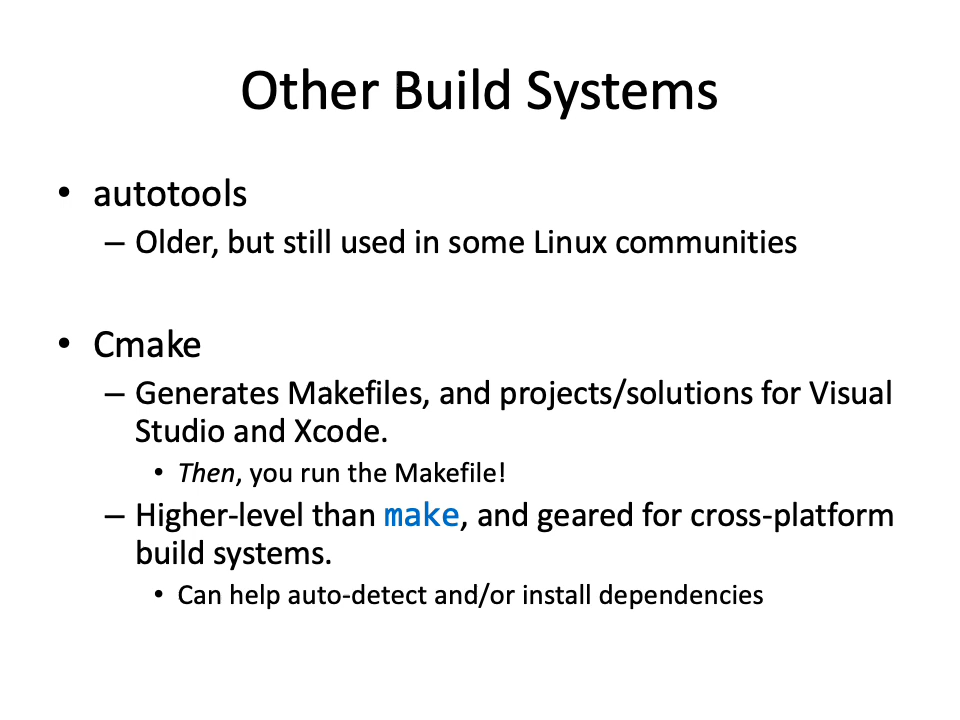 Other Build Systems
• autotools
– Older, but still used in some Linux communities
• Cmake
– Generates Makefiles, and projects/solutions for Visual
Studio and Xcode.
• Then, you run the Makefile!
– Higher-level than make, and geared for cross-platform
build systems.
• Can help auto-detect and/or install dependencies